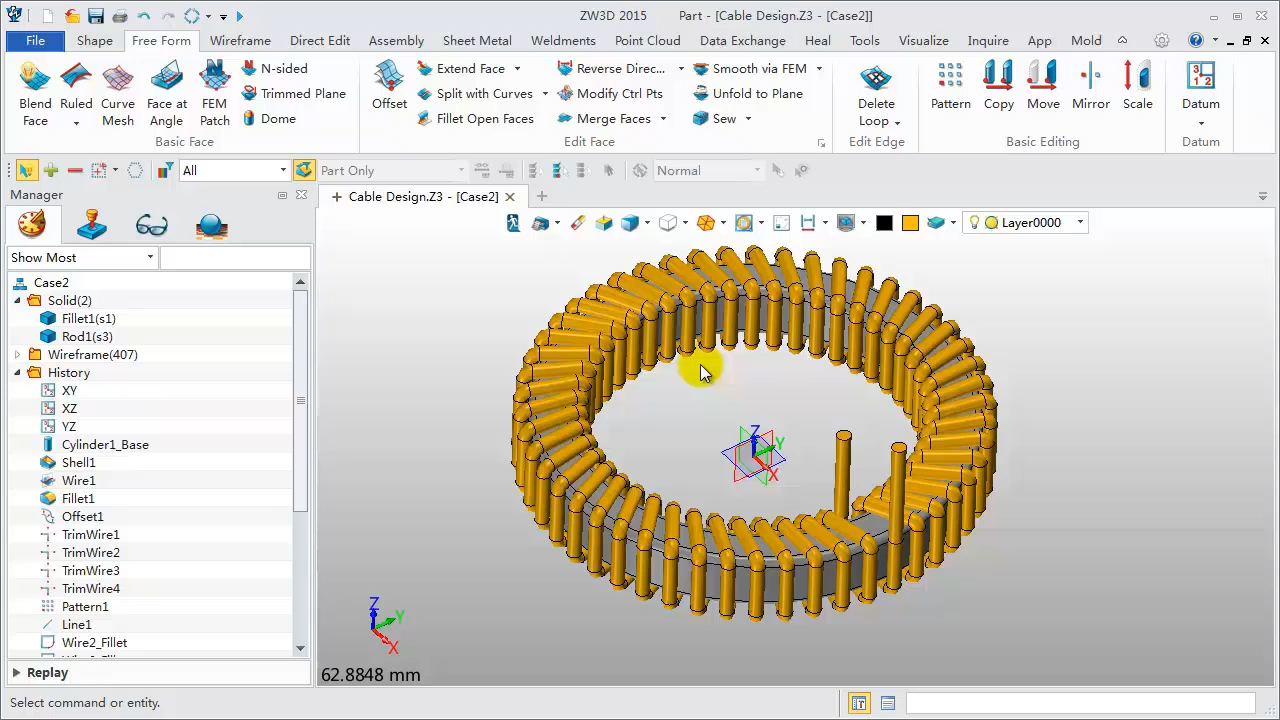 ZW3D 2015 Part - [Cable Design.Z3 - [Case2]]
File Shape Free Form Wireframe Direct Edit Assembly SheetMetal Weldments Point Cloud Data Exchange Heal Tools Visualize Inquire App Mold
Blend Face
Ruled
Curve Mesh
Face at Angle
FEM Patch
N-sided
Trimmed Plane
Dome
Basic Face
Offset
Extend Face
Split with Curves
Fillet Open Faces
Reverse Direc...
Modify Ctrl Pts
Merge Faces
Smooth via FEM
Unfold to Plane
Sew
Edit Face
Delete Loop
Edit Edge
Pattern
Copy
Move
Mirror
Scale
Basic Editing
Datum
Datum
All
Part Only
Normal
Manager
Cable Design.Z3 - [Case2]
Layer0000
Show Most
Case2
Solid(2)
Fillet1(s1)
Rod1(s3)
Wireframe(407)
History
XY
XZ
YZ
Cylinder1_Base
Shell1
Wire1
Fillet1
Offset1
TrimWire1
TrimWire2
TrimWire3
TrimWire4
Pattern1
Line1
Wire2_Fillet
Replay
Z
Y
X
Z
Y
X
62.8848 mm
Select command or entity.